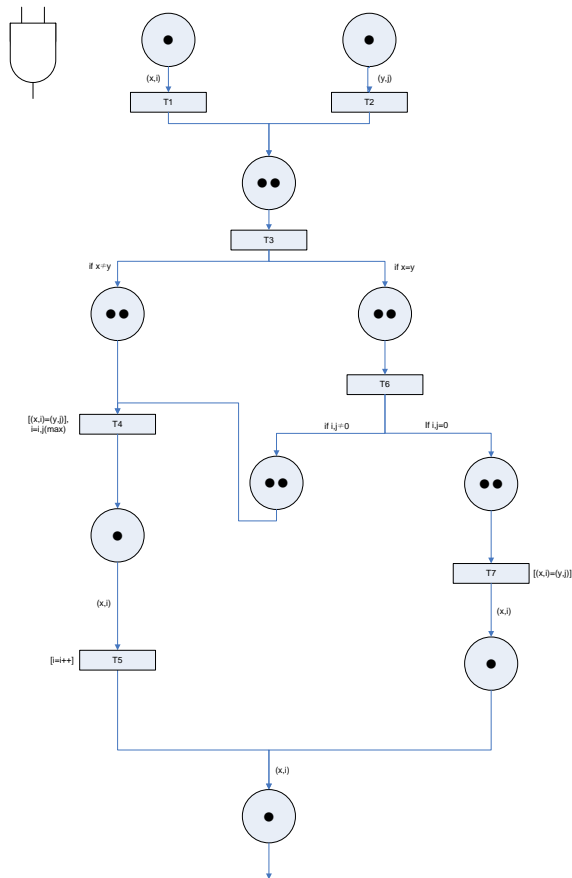 (x,i)
(y,j)
T1
T2
T3
if x≠y
if x=y
T6
[(x,i)=(y,j)],
i=i,j(max)
T4
if i,j≠0
If i,j=0
T7
[(x,i)=(y,j)]
(x,i)
(x,i)
[i=i++]
T5
(x,i)